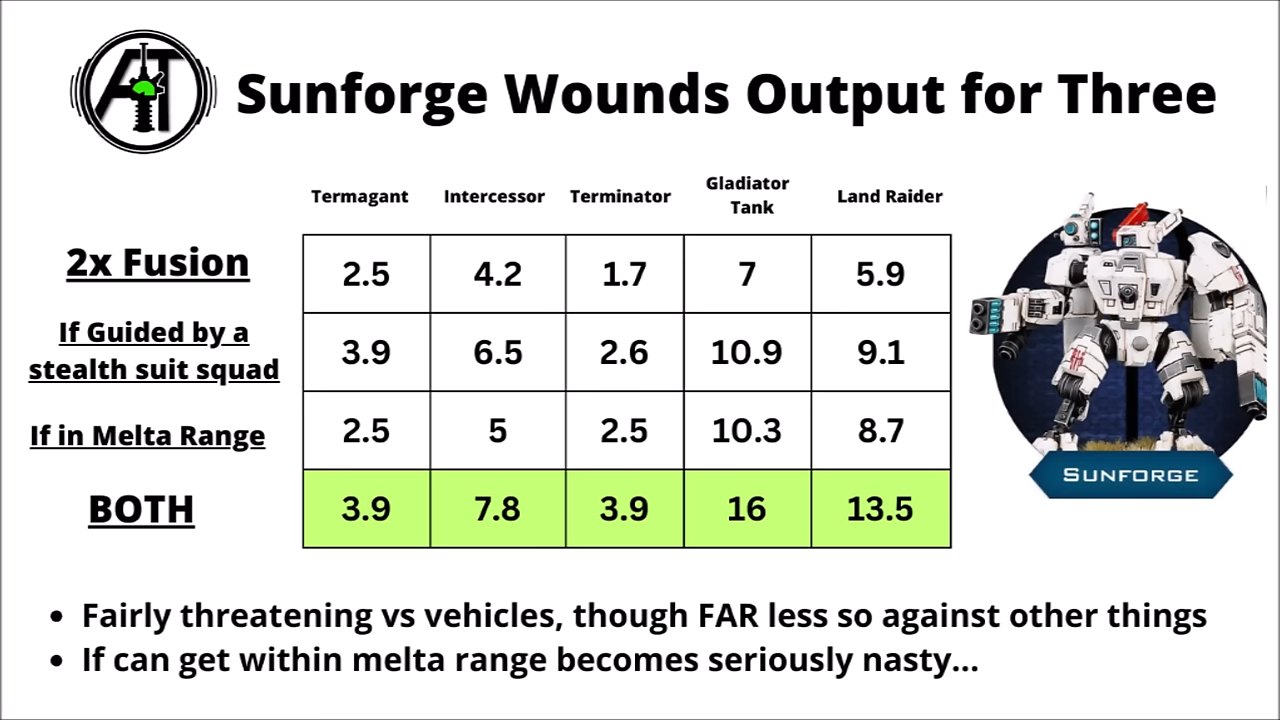 AT
Sunforge Wounds Output for Three
Termagant Intercessor Terminator Gladiator Tank Land Raider
2x Fusion 2.5 4.2 1.7 7 5.9
If Guided by a
stealth suit squad 3.9 6.5 2.6 10.9 9.1
If in Melta Range 2.5 5 2.5 10.3 8.7
BOTH 3.9 7.8 3.9 16 13.5
SUNFORGE
• Fairly threatening vs vehicles, though FAR less so against other things
• If can get within melta range becomes seriously nasty...